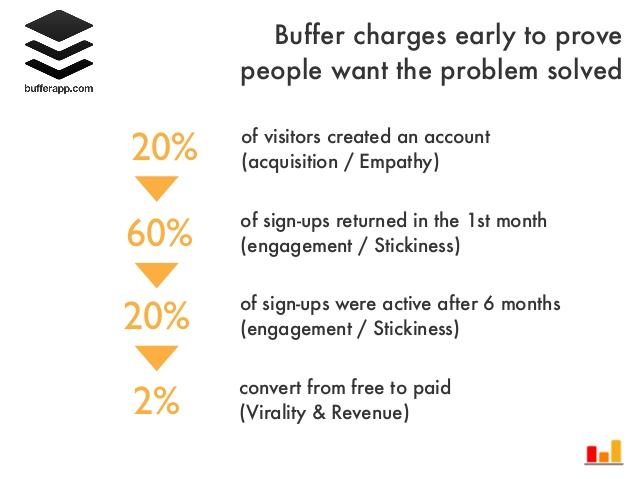 bufferapp.com
Buffer charges early to prove
people want the problem solved
20%
of visitors created an account
(acquisition / Empathy)
60%
of sign-ups returned in the 1st month
(engagement / Stickiness)
20%
of sign-ups were active after 6 months
(engagement / Stickiness)
2%
convert from free to paid
(Virality & Revenue)